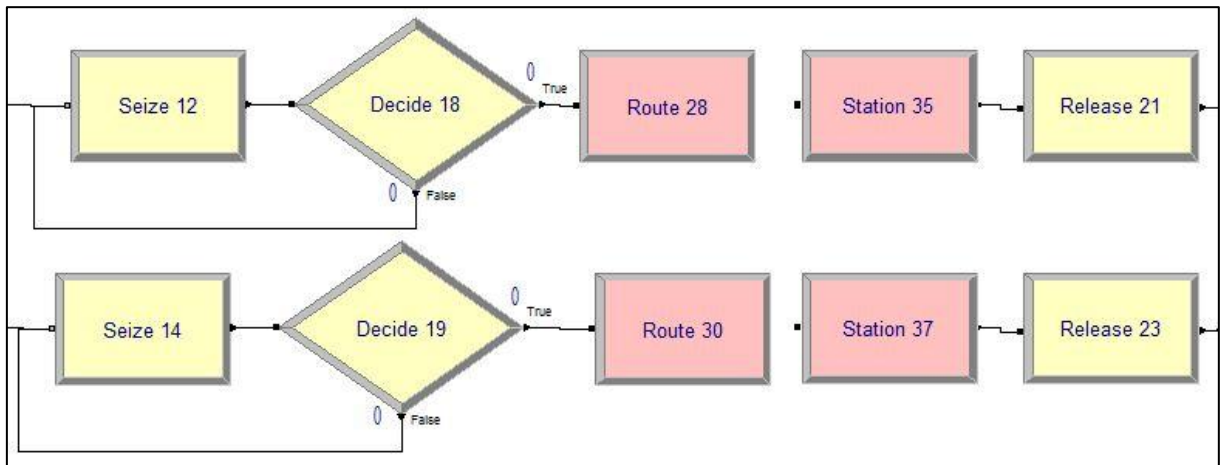 Seize 12
Decide 18
0
True
0
False
Route 28
Station 35
Release 21
Seize 14
Decide 19
0
True
0
False
Route 30
Station 37
Release 23